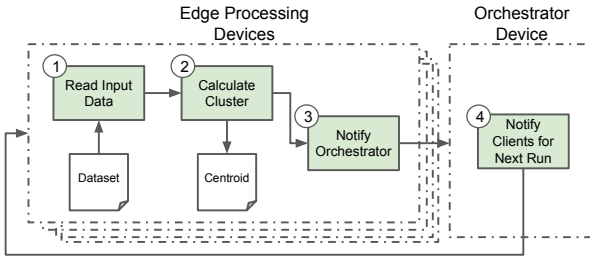 Edge Processing
Devices
Orchestrator
Device
1
Read Input
Data
2
Calculate
Cluster
3
Notify
Orchestrator
4
Notify
Clients for
Next Run
Dataset
Centroid